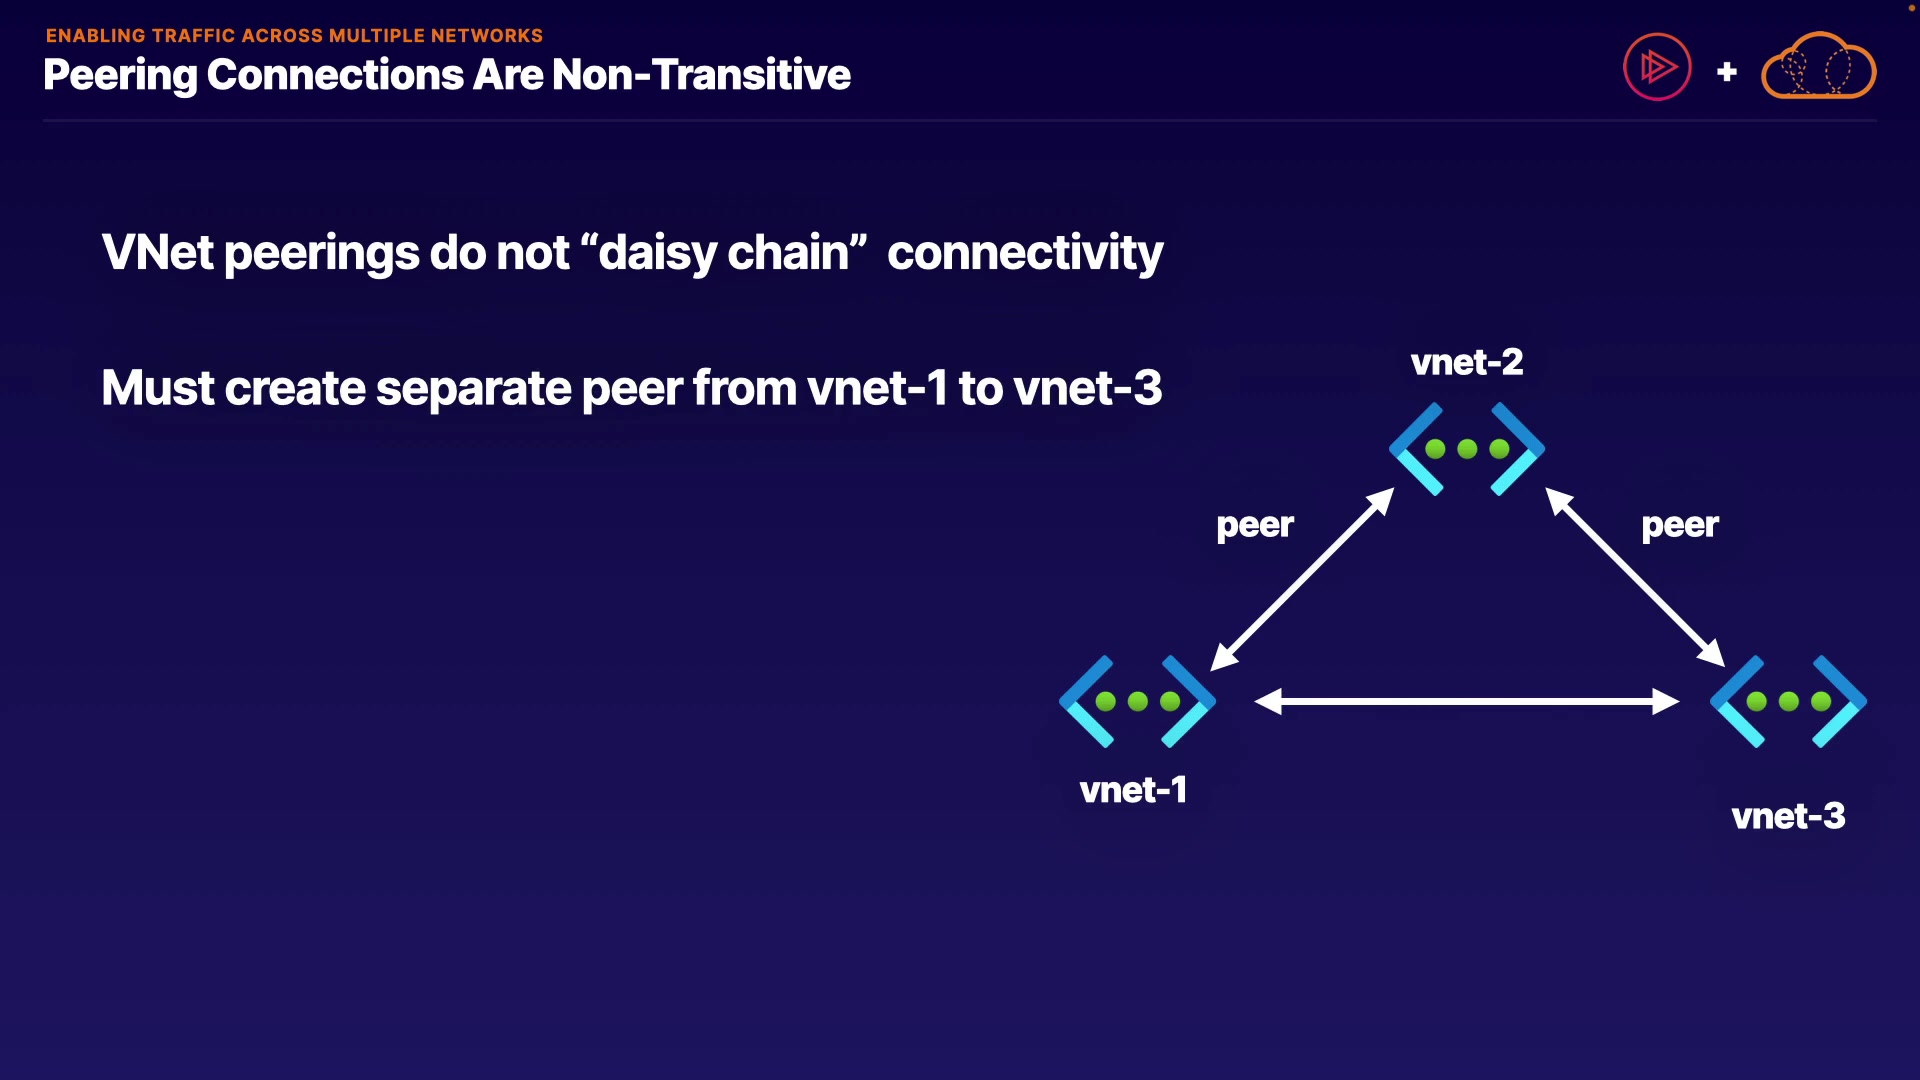 ENABLING TRAFFIC ACROSS MULTIPLE NETWORKS
Peering Connections Are Non-Transitive
+
VNet peerings do not “daisy chain”  connectivity
Must create separate peer from vnet-1 to vnet-3
vnet-2
peer
peer
vnet-1
vnet-3